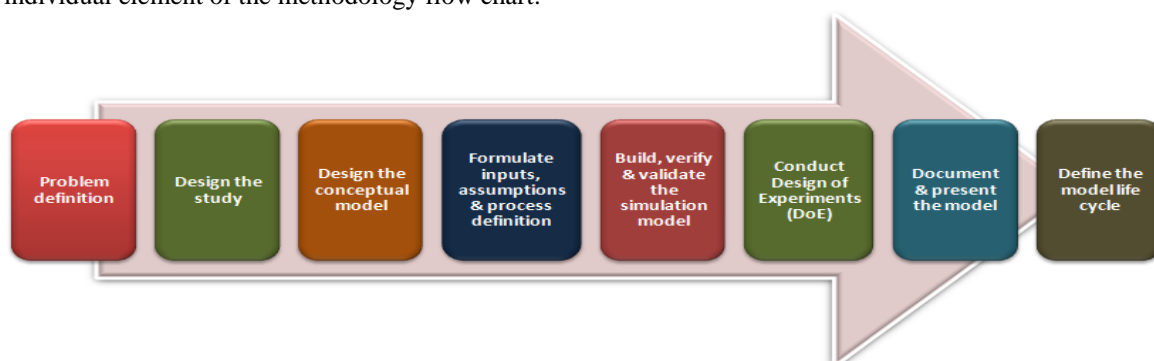 individual element of the methodology flow chart.
Problem
definition
Design the
study
Design the
conceptual
model
Formulate
inputs,
assumptions
& process
definition
Build, verify
& validate
the
simulation
model
Conduct
Design of
Experiments
(DoE)
Document
& present
the model
Define the
model life
cycle